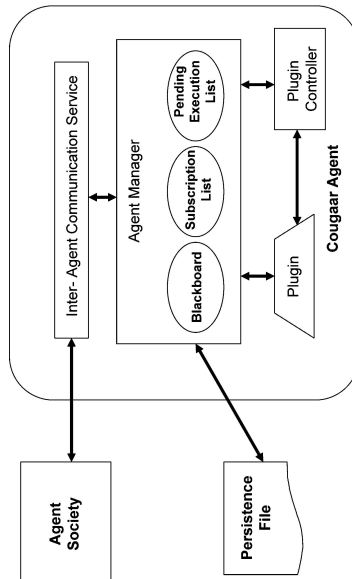 Agent
Society
Persistence
File
Inter- Agent Communication Service
Agent Manager
Blackboard
Subscription
List
Pending
Execution
List
Plugin
Plugin
Controller
Cougaar Agent